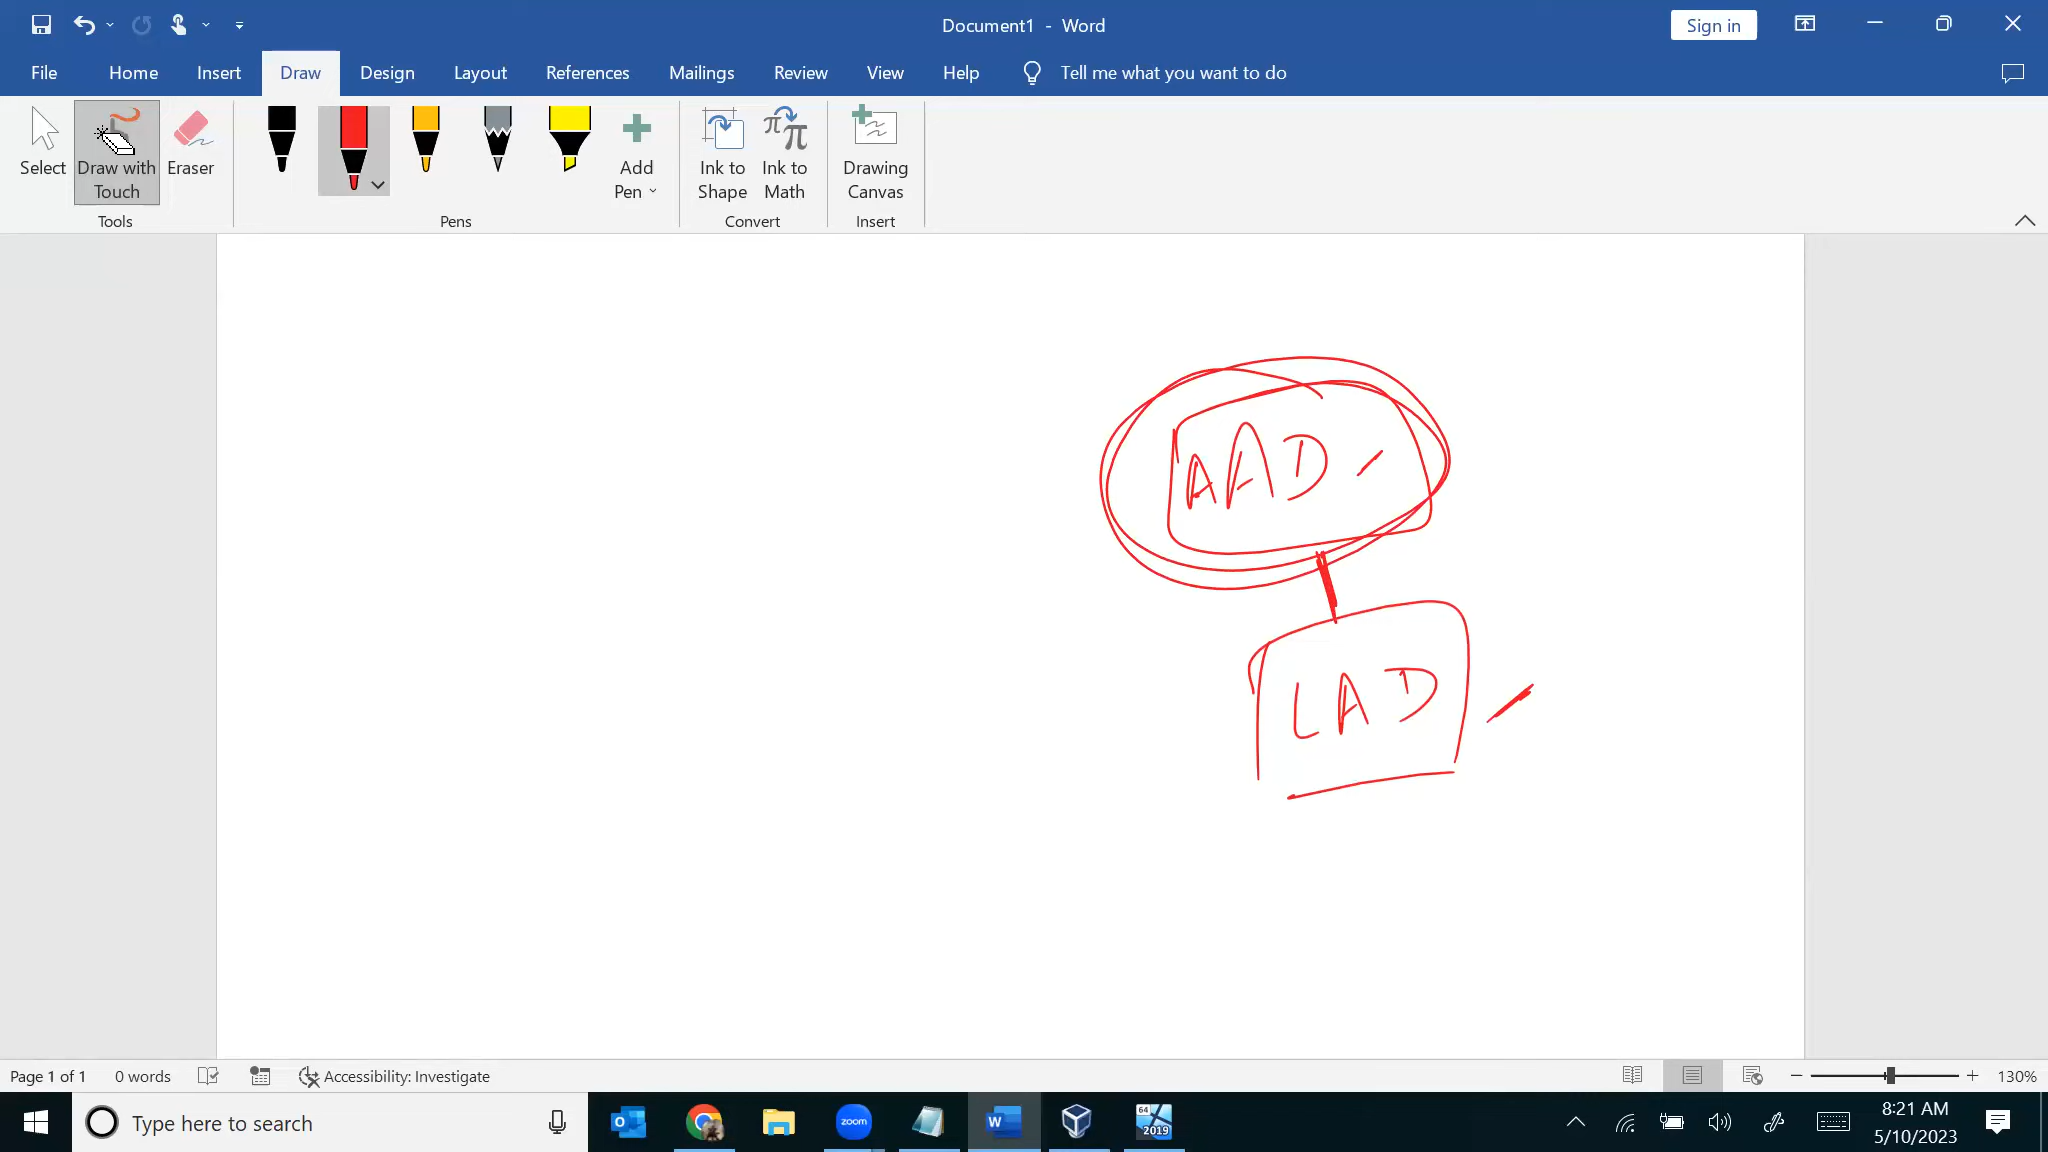 Document1 - Word
Sign in
File Home Insert Draw Design Layout References Mailings Review View Help Tell me what you want to do
Select Draw with Touch Eraser Add Pen Ink to Shape Ink to Math Drawing Canvas
Tools Pens Convert Insert
AAD
LAD
Page 1 of 1 0 words Accessibility: Investigate 130%
Type here to search
O
zoom
W
64
2019
8:21 AM
5/10/2023